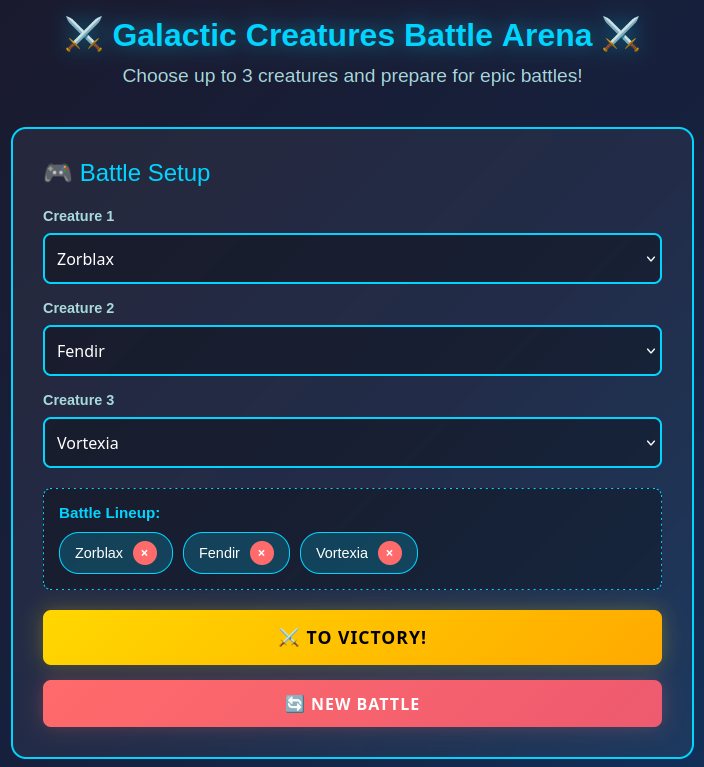 ⚔️ Galactic Creatures Battle Arena ⚔️
Choose up to 3 creatures and prepare for epic battles!
🎮 Battle Setup
Creature 1
Zorblax
Creature 2
Fendir
Creature 3
Vortexia
Battle Lineup:
Zorblax × Fendir × Vortexia ×
⚔️ TO VICTORY!
🔄 NEW BATTLE